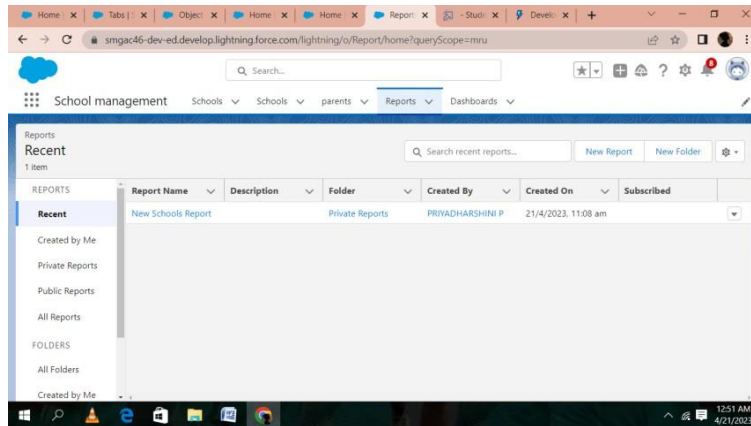 Home | Tabs | Object Home | Home | Report - Stude Develo
smgac46-dev-ed.develop.lightning.force.com/lightning/o/Report/home?queryScope=mru
Search...
8
School management Schools Schools parents Reports Dashboards
Reports
Recent
1 item
Search recent reports...
New Report New Folder
REPORTS Report Name Description Folder Created By Created On Subscribed
Recent New Schools Report Private Reports PRIYADHARSHINI P 21/4/2023, 11:08 am
Created by Me
Private Reports
Public Reports
All Reports
FOLDERS
All Folders
Created by Me
12:51 AM
4/21/2023